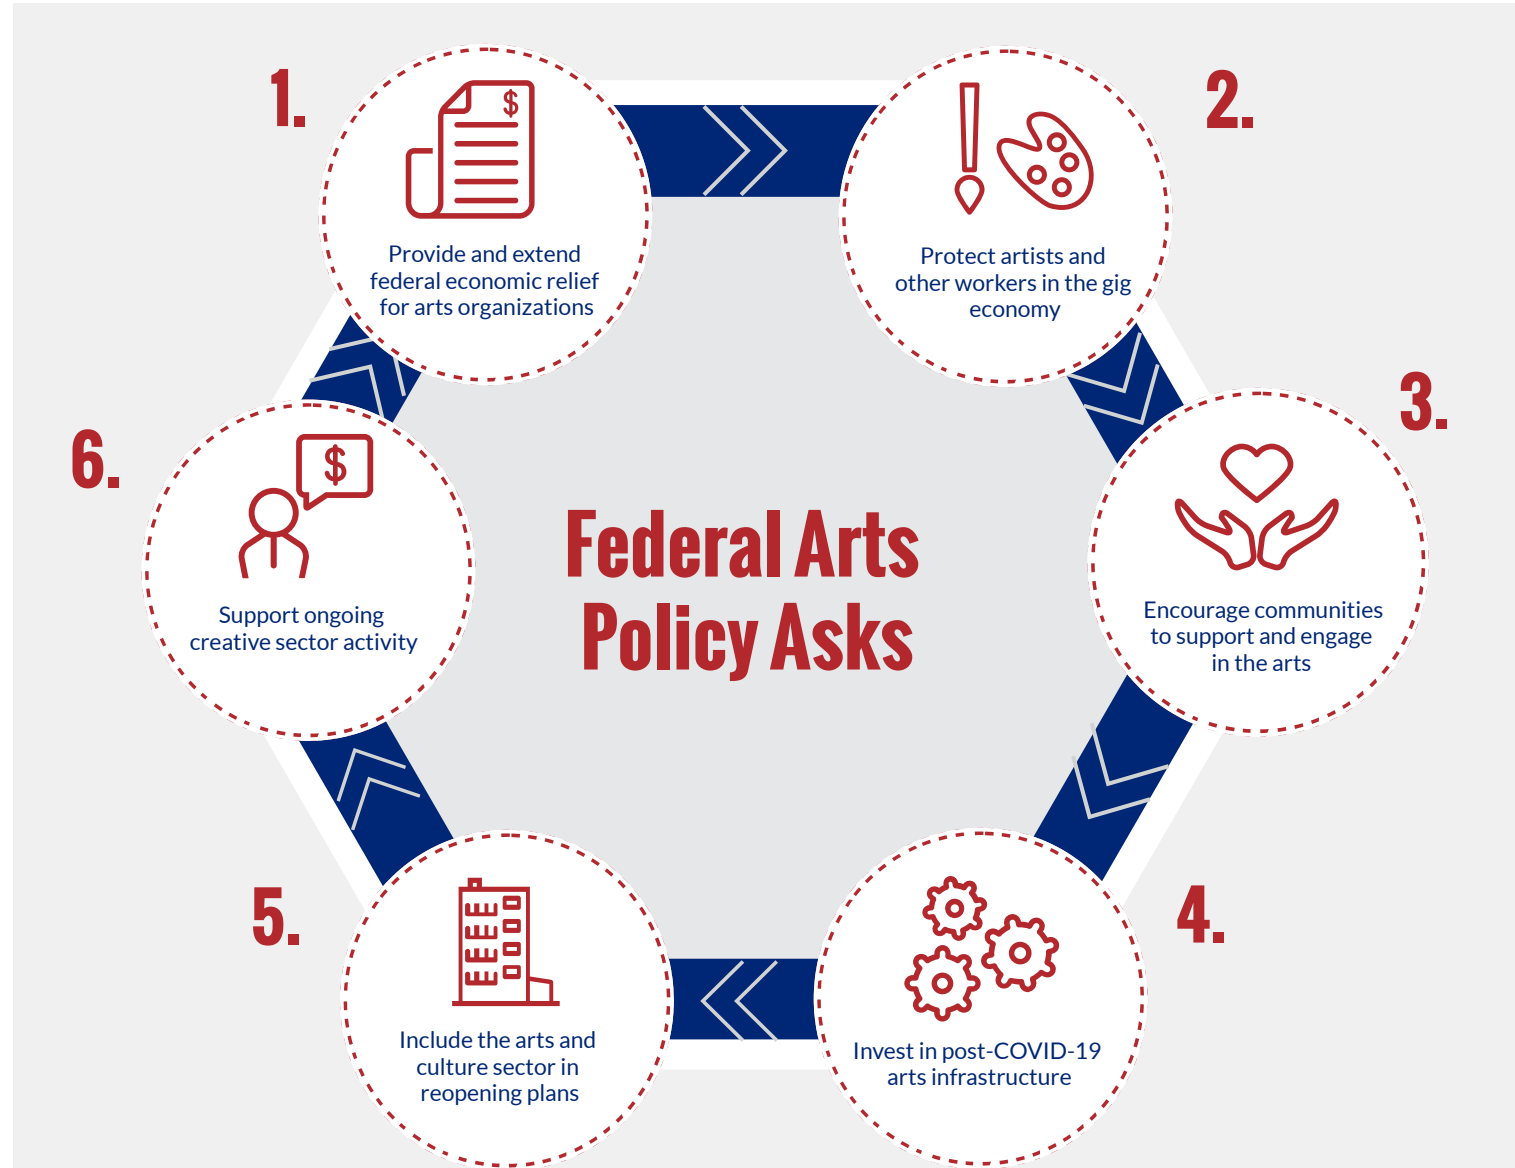 1.
$
Provide and extend
federal economic relief
for arts organizations
2.
Protect artists and
other workers in the gig
economy
3.
Encourage communities
to support and engage
in the arts
4.
Invest in post-COVID-19
arts infrastructure
5.
Include the arts and
culture sector in
reopening plans
6.
$
Support ongoing
creative sector activity
Federal Arts
Policy Asks